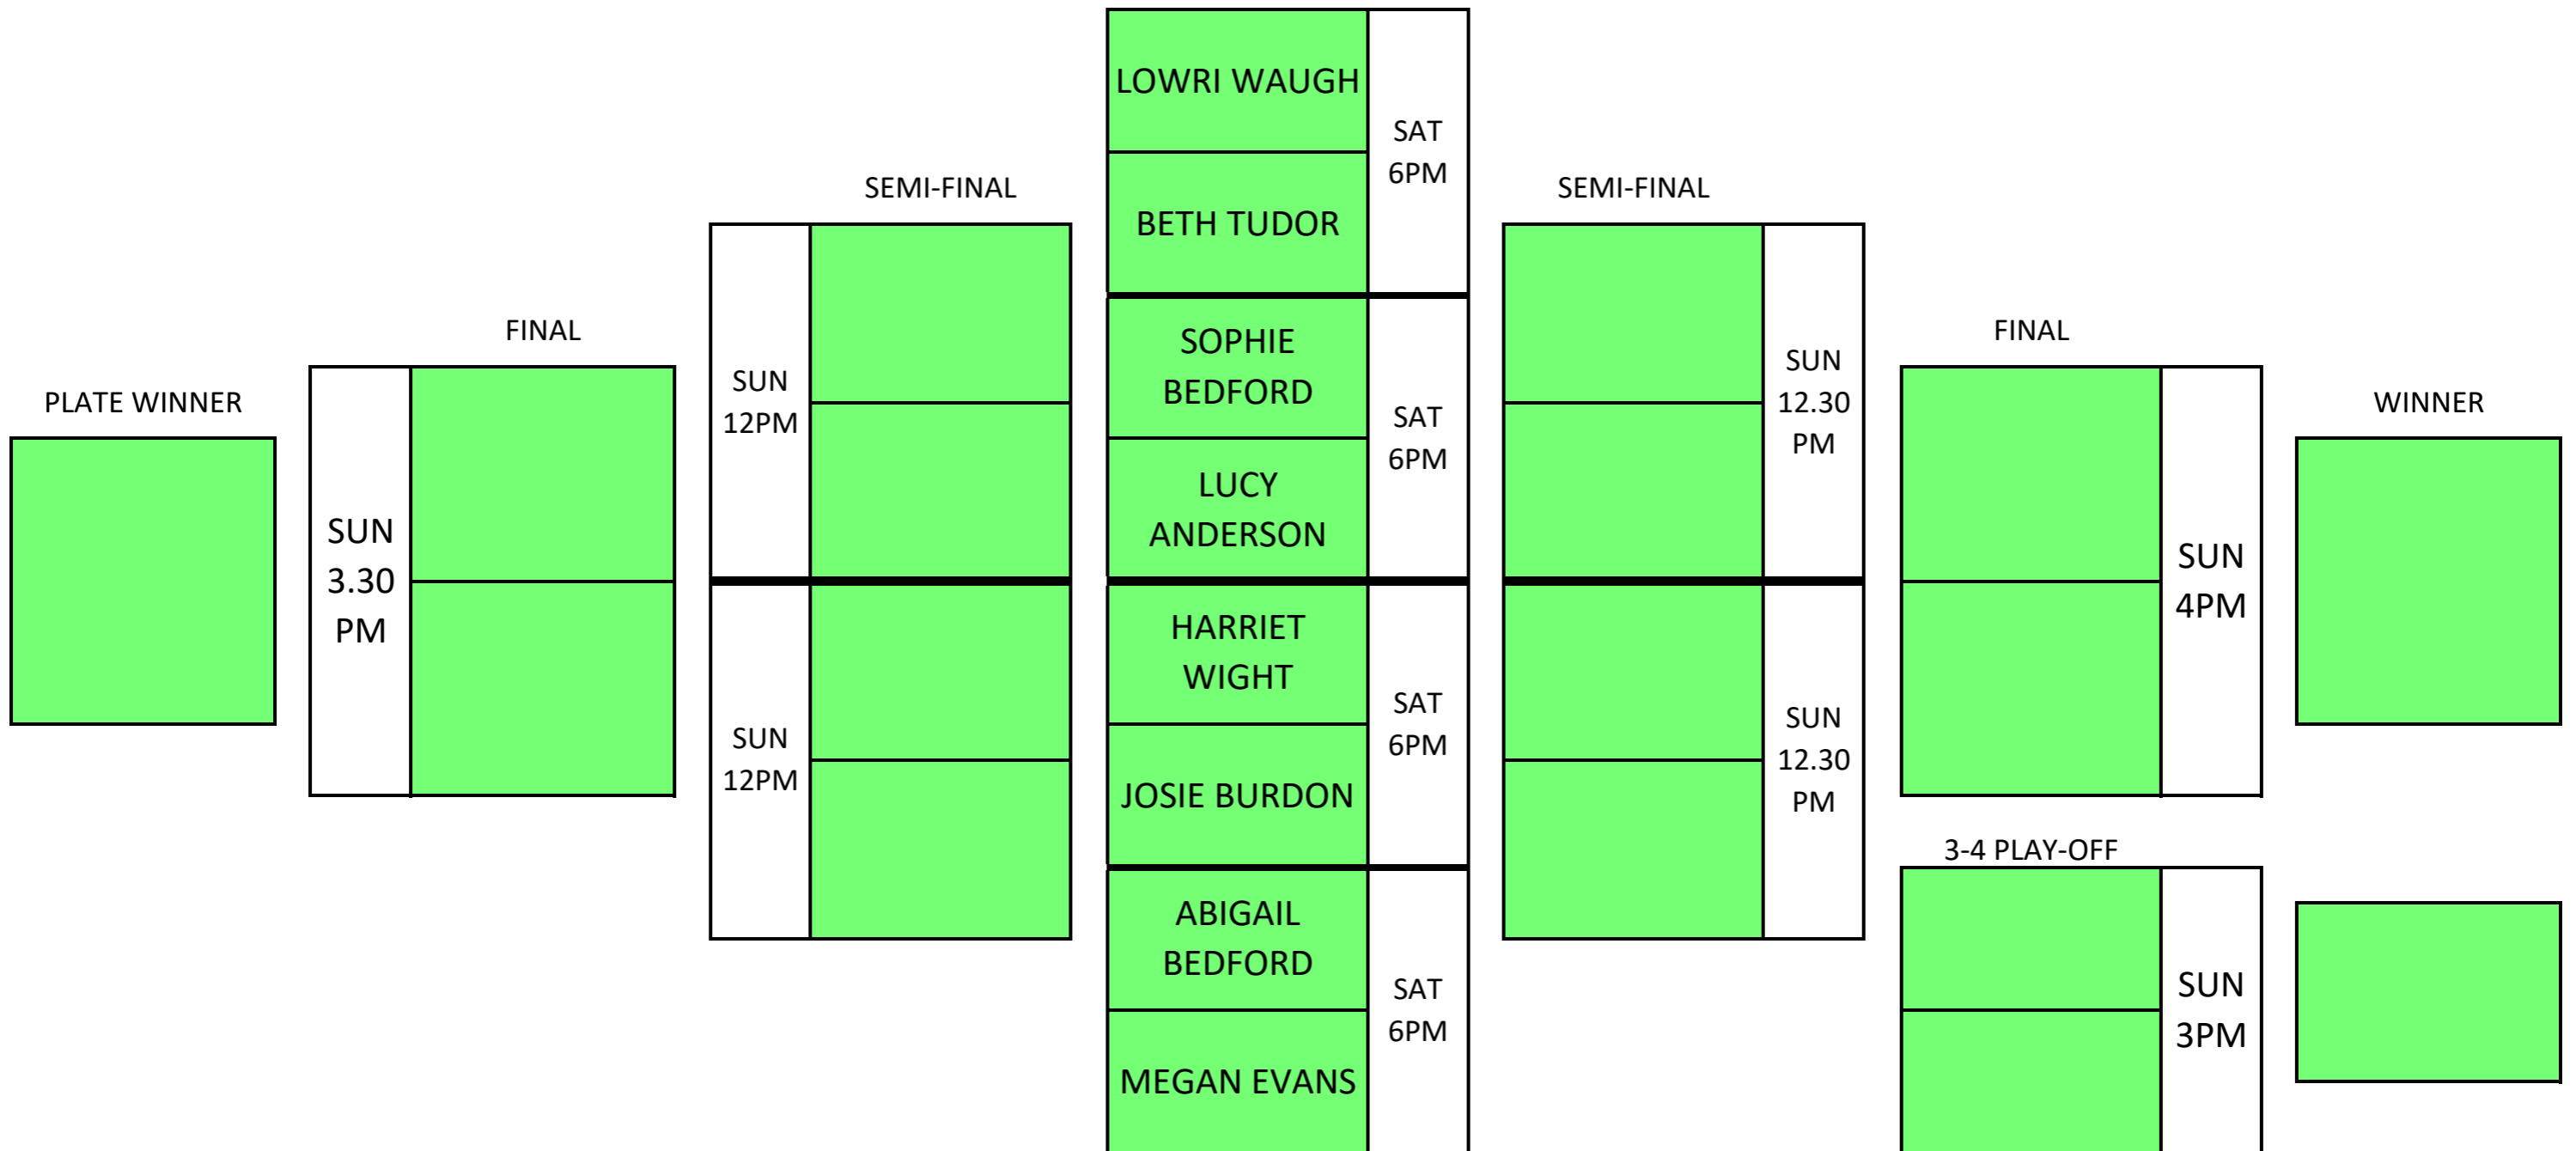 PLATE WINNER
FINAL
SUN
3.30
PM
SEMI-FINAL
SUN
12PM
SUN
12PM
LOWRI WAUGH
BETH TUDOR
SAT
6PM
SOPHIE
BEDFORD
LUCY
ANDERSON
SAT
6PM
HARRIET
WIGHT
JOSIE BURDON
SAT
6PM
ABIGAIL
BEDFORD
MEGAN EVANS
SAT
6PM
SEMI-FINAL
SUN
12.30
PM
SUN
12.30
PM
FINAL
SUN
4PM
3-4 PLAY-OFF
SUN
3PM
WINNER